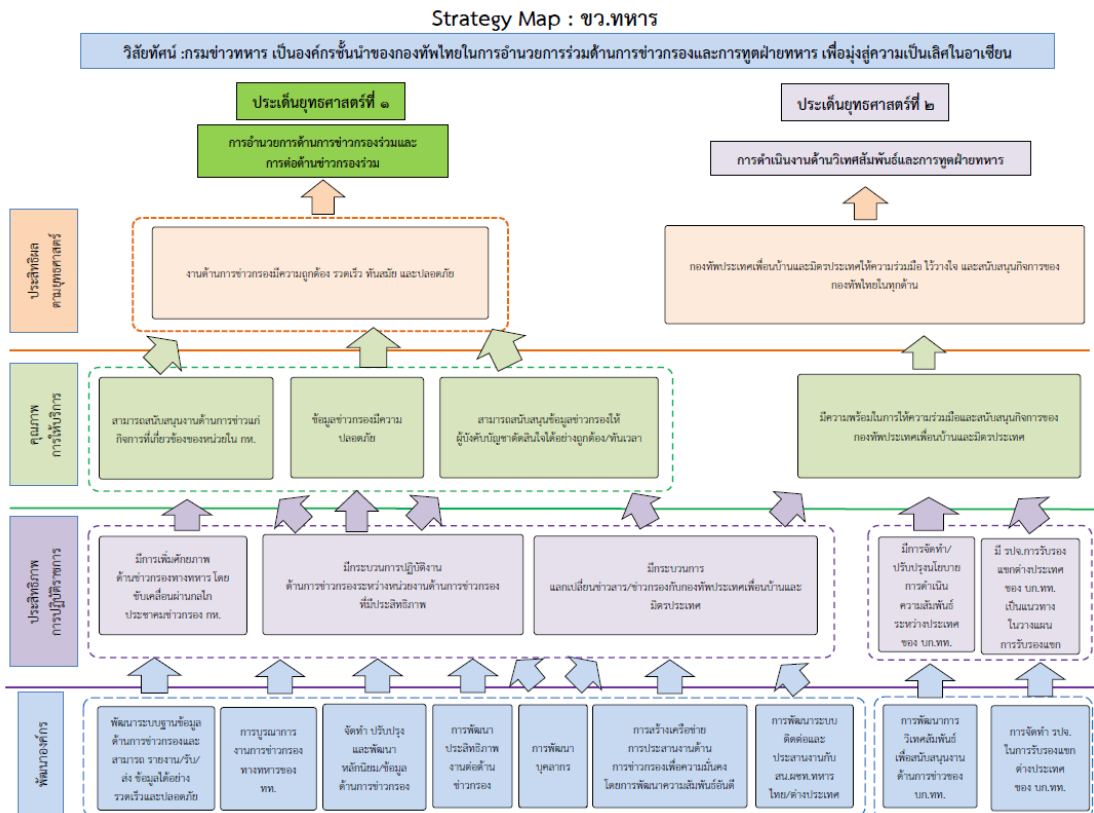 Strategy Map : ขว.ทหาร
วิสัยทัศน์ :กรมข่าวทหาร เป็นองค์กรชั้นนำของกองทัพไทยในการอำนวยการร่วมด้านการข่าวกรองและการทูตฝ่ายทหาร เพื่อมุ่งสู่ความเป็นเลิศในอาเซียน
ประเด็นยุทธศาสตร์ที่ ๑
การอำนวยการด้านการข่าวกรองร่วมและ
การต่อต้านข่าวกรองร่วม
ประเด็นยุทธศาสตร์ที่ ๒
การดำเนินงานด้านวิเทศสัมพันธ์และการทูตฝ่ายทหาร
ประสิทธิผล
ตามยุทธศาสตร์
งานด้านการข่าวกรองมีความถูกต้อง รวดเร็ว ทันสมัย และปลอดภัย
กองทัพประเทศเพื่อนบ้านและมิตรประเทศให้ความร่วมมือ ไว้วางใจ และสนับสนุนกิจการของ
กองทัพไทยในทุกด้าน
คุณภาพ
การให้บริการ
สามารถสนับสนุนงานด้านการข่าวแก่
กิจการที่เกี่ยวข้องของหน่วยใน กห.
ข้อมูลข่าวกรองมีความ
ปลอดภัย
สามารถสนับสนุนข้อมูลข่าวกรองให้
ผู้บังคับบัญชาตัดสินใจได้อย่างถูกต้อง/ทันเวลา
มีความพร้อมในการให้ความร่วมมือและสนับสนุนกิจการของ
กองทัพประเทศเพื่อนบ้านและมิตรประเทศ
ประสิทธิภาพ
การปฏิบัติราชการ
มีการเพิ่มศักยภาพ
ด้านข่าวกรองทางทหาร โดย
ขับเคลื่อนผ่านกลไก
ประชาคมข่าวกรอง กห.
มีกระบวนการปฏิบัติงาน
ด้านการข่าวกรองระหว่างหน่วยงานด้านการข่าวกรอง
ที่มีประสิทธิภาพ
มีกระบวนการ
แลกเปลี่ยนข่าวสาร/ข่าวกรองกับกองทัพประเทศเพื่อนบ้านและ
มิตรประเทศ
มีการจัดทำ/
ปรับปรุงนโยบาย
การดำเนิน
ความสัมพันธ์
ระหว่างประเทศ
ของ บก.ทท.
มี รปจ.การรับรอง
แขกต่างประเทศ
ของ บก.ทท.
เป็นแนวทาง
ในวางแผน
การรับรองแขก
พัฒนาองค์กร
พัฒนาระบบฐานข้อมูล
ด้านการข่าวกรองและ
สามารถ รายงาน/รับ/
ส่ง ข้อมูลได้อย่าง
รวดเร็วและปลอดภัย
การบูรณาการ
งานการข่าวกรอง
ทางทหารของ
ทท.
จัดทำ ปรับปรุง
และพัฒนา
หลักนิยม/ข้อมูล
ด้านการข่าวกรอง
การพัฒนา
ประสิทธิภาพ
งานต่อต้าน
ข่าวกรอง
การพัฒนา
บุคลากร
การสร้างเครือข่าย
การประสานงานด้าน
การข่าวกรองเพื่อความมั่นคง
โดยการพัฒนาความสัมพันธ์อันดี
การพัฒนาระบบ
ติดต่อและ
ประสานงานกับ
สน.ผชท.ทหาร
ไทย/ต่างประเทศ
การพัฒนาการ
วิเทศสัมพันธ์
เพื่อสนับสนุนงาน
ด้านการข่าวของ
บก.ทท.
การจัดทำ รปจ.
ในการรับรองแขก
ต่างประเทศ
ของ บก.ทท.